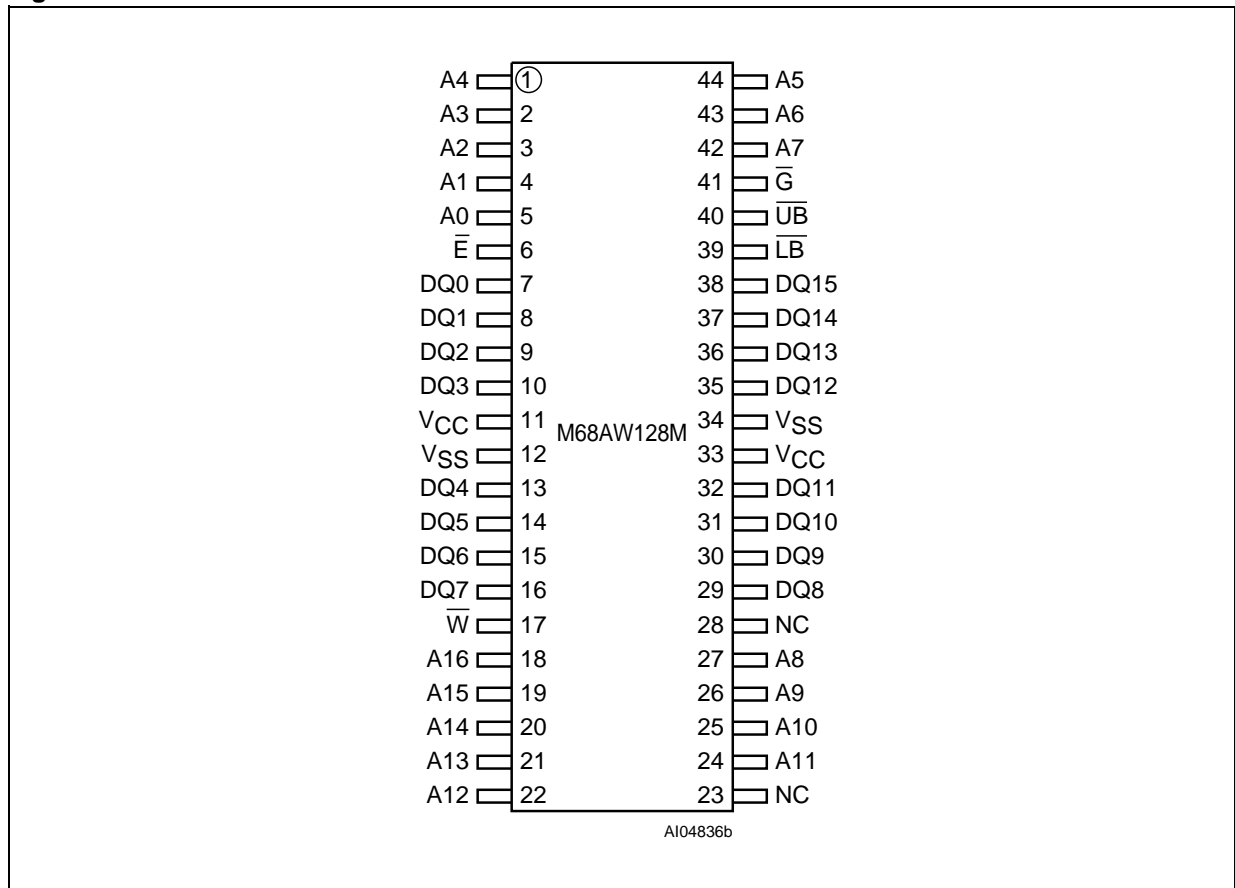 A4 1 44 A5
A3 2 43 A6
A2 3 42 A7
A1 4 41 G̅
A0 5 40 U̅B̅
E̅ 6 39 L̅B̅
DQ0 7 38 DQ15
DQ1 8 37 DQ14
DQ2 9 36 DQ13
DQ3 10 35 DQ12
VCC 11 34 VSS
M68AW128M
VSS 12 33 VCC
DQ4 13 32 DQ11
DQ5 14 31 DQ10
DQ6 15 30 DQ9
DQ7 16 29 DQ8
W̅ 17 28 NC
A16 18 27 A8
A15 19 26 A9
A14 20 25 A10
A13 21 24 A11
A12 22 23 NC
AI04836b